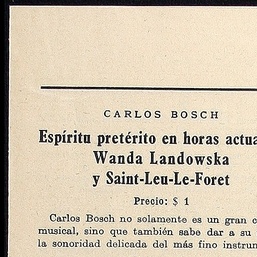 CARLOS BOSCH
Espíritu pretérito en horas actua
Wanda Landowska
y Saint-Leu-Le-Foret
Precio: $ 1
Carlos Bosch no solamente es un gran c
musical, sino que también sabe dar a su
la sonoridad delicada del más fino instrum